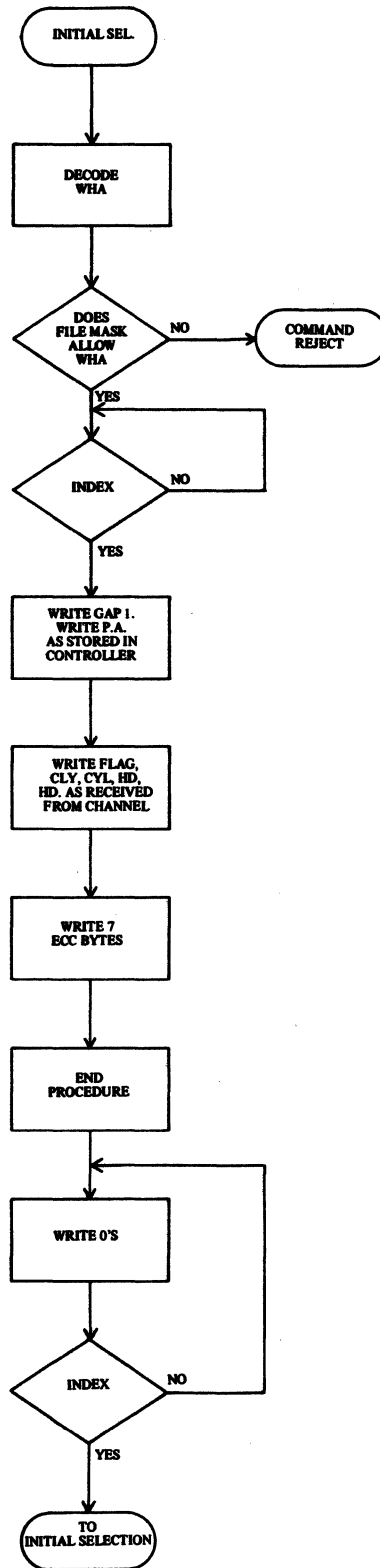 INITIAL SEL.
DECODE
WHA
DOES
FILE MASK
ALLOW
WHA
NO
COMMAND
REJECT
YES
INDEX
NO
YES
WRITE GAP 1.
WRITE P.A.
AS STORED IN
CONTROLLER
WRITE FLAG,
CLY, CYL, HD,
HD. AS RECEIVED
FROM CHANNEL
WRITE 7
ECC BYTES
END
PROCEDURE
WRITE 0'S
INDEX
NO
YES
TO
INITIAL SELECTION